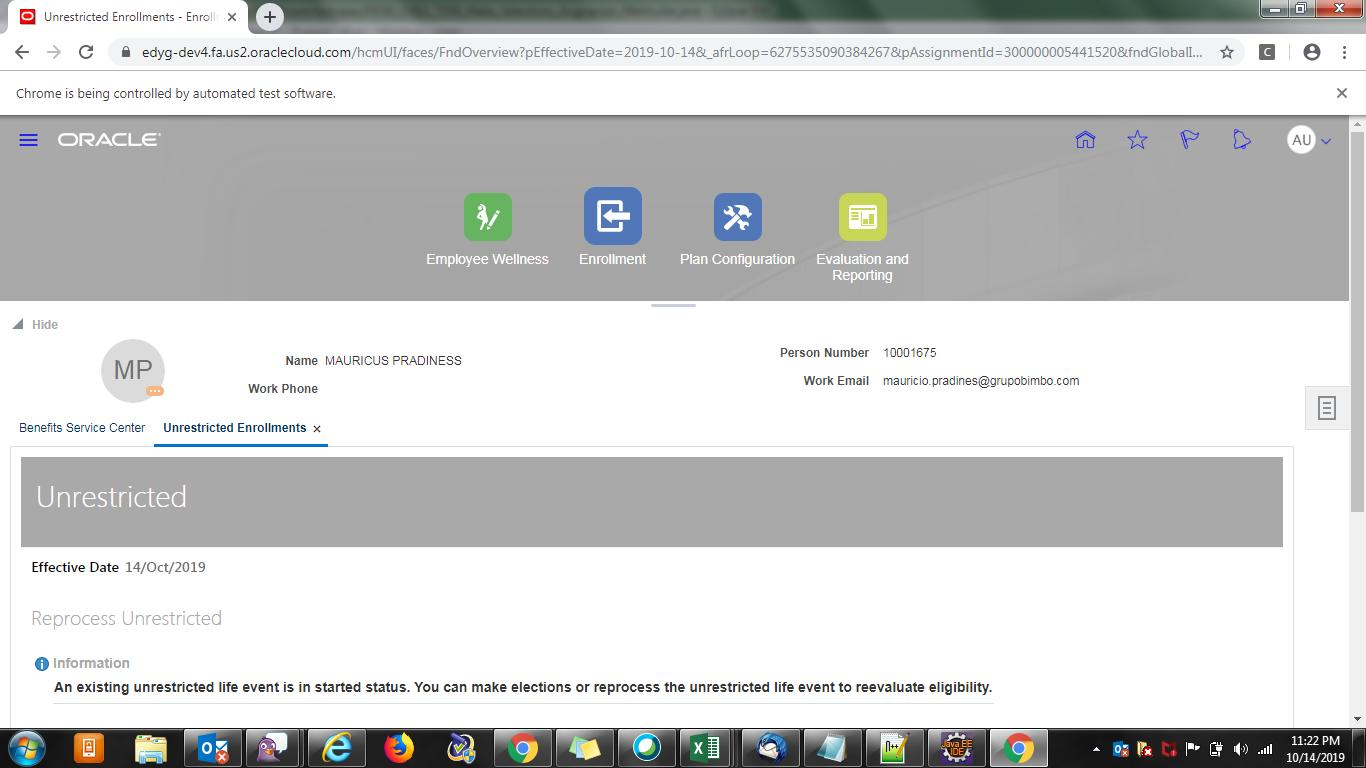 Unrestricted Enrollments - Enroll
edyg-dev4.fa.us2.oraclecloud.com/hcmUI/faces/FndOverview?pEffectiveDate=2019-10-14&_afrLoop=6275535090384267&pAssignmentId=300000005441520&fndGlobalI...
C
Chrome is being controlled by automated test software.
ORACLE
AU
Employee Wellness
Enrollment
Plan Configuration
Evaluation and
Reporting
Hide
MP
Name MAURICUS PRADINESS
Work Phone
Person Number 10001675
Work Email mauricio.pradines@grupobimbo.com
Benefits Service Center
Unrestricted Enrollments
Unrestricted
Effective Date 14/Oct/2019
Reprocess Unrestricted
Information
An existing unrestricted life event is in started status. You can make elections or reprocess the unrestricted life event to reevaluate eligibility.
Java EE
IDE
11:22 PM
10/14/2019